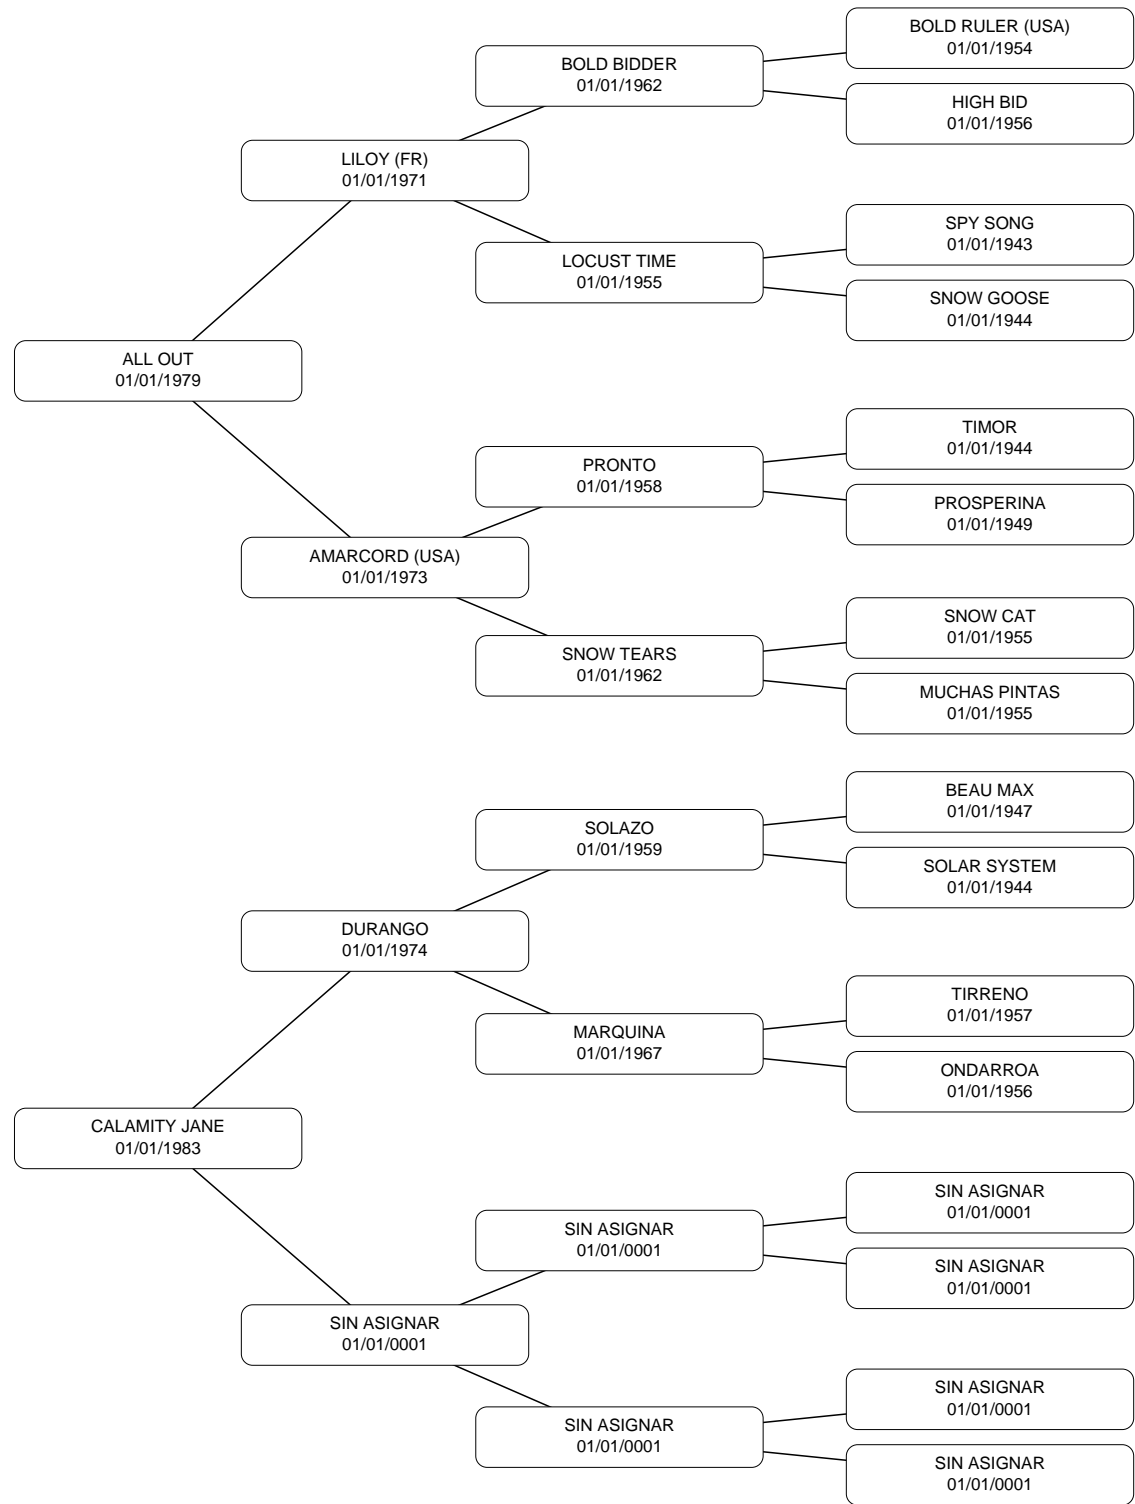 BOLD RULER (USA)
01/01/1954
BOLD BIDDER
01/01/1962
HIGH BID
01/01/1956
LILOY (FR)
01/01/1971
SPY SONG
01/01/1943
LOCUST TIME
01/01/1955
SNOW GOOSE
01/01/1944
ALL OUT
01/01/1979
TIMOR
01/01/1944
PRONTO
01/01/1958
PROSPERINA
01/01/1949
AMARCORD (USA)
01/01/1973
SNOW CAT
01/01/1955
SNOW TEARS
01/01/1962
MUCHAS PINTAS
01/01/1955
BEAU MAX
01/01/1947
SOLAZO
01/01/1959
SOLAR SYSTEM
01/01/1944
DURANGO
01/01/1974
TIRRENO
01/01/1957
MARQUINA
01/01/1967
ONDARROA
01/01/1956
CALAMITY JANE
01/01/1983
SIN ASIGNAR
01/01/0001
SIN ASIGNAR
01/01/0001
SIN ASIGNAR
01/01/0001
SIN ASIGNAR
01/01/0001
SIN ASIGNAR
01/01/0001
SIN ASIGNAR
01/01/0001
SIN ASIGNAR
01/01/0001